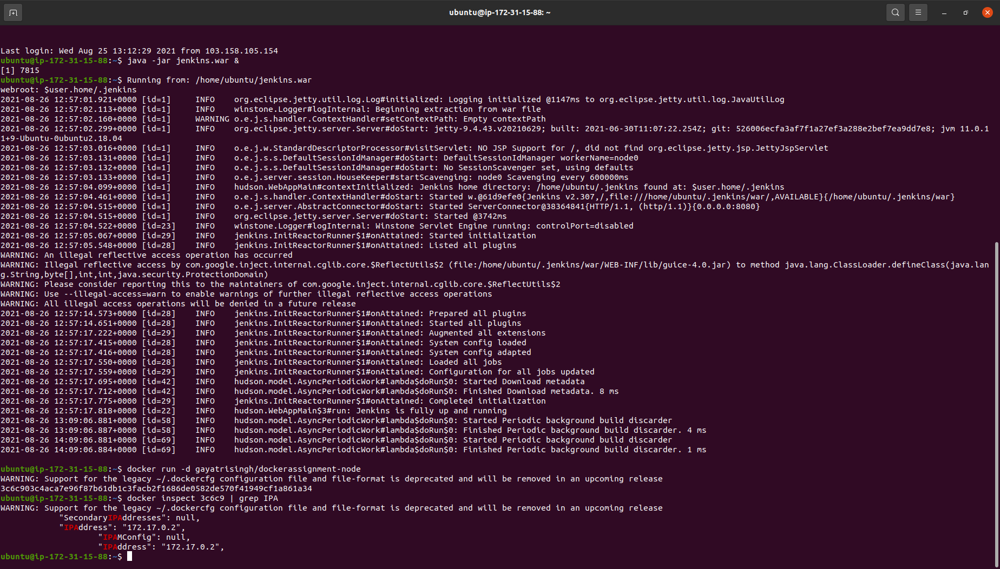 ubuntu@ip-172-31-15-88: ~
Last login: Wed Aug 25 13:12:29 2021 from 103.158.105.154
ubuntu@ip-172-31-15-88:~$ java -jar jenkins.war &
[1] 7815
ubuntu@ip-172-31-15-88:~$ Running from: /home/ubuntu/jenkins.war
webroot: $user.home/.jenkins
2021-08-26 12:57:01.921+0000 [id=1]     INFO    org.eclipse.jetty.util.log.Log#initialized: Logging initialized @1147ms to org.eclipse.jetty.util.log.JavaUtilLog
2021-08-26 12:57:02.113+0000 [id=1]     INFO    winstone.Logger#logInternal: Beginning extraction from war file
2021-08-26 12:57:02.160+0000 [id=1]     WARNING o.e.j.s.handler.ContextHandler#setContextPath: Empty contextPath
2021-08-26 12:57:02.299+0000 [id=1]     INFO    org.eclipse.jetty.server.Server#doStart: jetty-9.4.43.v20210629; built: 2021-06-30T11:07:22.254Z; git: 526006ecfa3af7f1a27ef3a288e2bef7ea9dd7e8; jvm 11.0.1
1+9-Ubuntu-0ubuntu2.18.04
2021-08-26 12:57:03.016+0000 [id=1]     INFO    o.e.j.w.StandardDescriptorProcessor#visitServlet: NO JSP Support for /, did not find org.eclipse.jetty.jsp.JettyJspServlet
2021-08-26 12:57:03.131+0000 [id=1]     INFO    o.e.j.s.s.DefaultSessionIdManager#doStart: DefaultSessionIdManager workerName=node0
2021-08-26 12:57:03.132+0000 [id=1]     INFO    o.e.j.s.s.DefaultSessionIdManager#doStart: No SessionScavenger set, using defaults
2021-08-26 12:57:03.133+0000 [id=1]     INFO    o.e.j.server.session.HouseKeeper#startScavenging: node0 Scavenging every 600000ms
2021-08-26 12:57:04.099+0000 [id=1]     INFO    hudson.WebAppMain#contextInitialized: Jenkins home directory: /home/ubuntu/.jenkins found at: $user.home/.jenkins
2021-08-26 12:57:04.461+0000 [id=1]     INFO    o.e.j.s.handler.ContextHandler#doStart: Started w.@61d9efe0{Jenkins v2.307,/,file:///home/ubuntu/.jenkins/war/,AVAILABLE}{/home/ubuntu/.jenkins/war}
2021-08-26 12:57:04.515+0000 [id=1]     INFO    o.e.j.server.AbstractConnector#doStart: Started ServerConnector@38364841{HTTP/1.1, (http/1.1)}{0.0.0.0:8080}
2021-08-26 12:57:04.515+0000 [id=1]     INFO    org.eclipse.jetty.server.Server#doStart: Started @3742ms
2021-08-26 12:57:04.522+0000 [id=23]    INFO    winstone.Logger#logInternal: Winstone Servlet Engine running: controlPort=disabled
2021-08-26 12:57:05.067+0000 [id=29]    INFO    jenkins.InitReactorRunner$1#onAttained: Started initialization
2021-08-26 12:57:05.548+0000 [id=28]    INFO    jenkins.InitReactorRunner$1#onAttained: Listed all plugins
WARNING: An illegal reflective access operation has occurred
WARNING: Illegal reflective access by com.google.inject.internal.cglib.core.$ReflectUtils$2 (file:/home/ubuntu/.jenkins/war/WEB-INF/lib/guice-4.0.jar) to method java.lang.ClassLoader.defineClass(java.lan
g.String,byte[],int,int,java.security.ProtectionDomain)
WARNING: Please consider reporting this to the maintainers of com.google.inject.internal.cglib.core.$ReflectUtils$2
WARNING: Use --illegal-access=warn to enable warnings of further illegal reflective access operations
WARNING: All illegal access operations will be denied in a future release
2021-08-26 12:57:14.573+0000 [id=28]    INFO    jenkins.InitReactorRunner$1#onAttained: Prepared all plugins
2021-08-26 12:57:14.651+0000 [id=28]    INFO    jenkins.InitReactorRunner$1#onAttained: Started all plugins
2021-08-26 12:57:17.222+0000 [id=29]    INFO    jenkins.InitReactorRunner$1#onAttained: Augmented all extensions
2021-08-26 12:57:17.415+0000 [id=28]    INFO    jenkins.InitReactorRunner$1#onAttained: System config loaded
2021-08-26 12:57:17.416+0000 [id=28]    INFO    jenkins.InitReactorRunner$1#onAttained: System config adapted
2021-08-26 12:57:17.550+0000 [id=28]    INFO    jenkins.InitReactorRunner$1#onAttained: Loaded all jobs
2021-08-26 12:57:17.559+0000 [id=29]    INFO    jenkins.InitReactorRunner$1#onAttained: Configuration for all jobs updated
2021-08-26 12:57:17.695+0000 [id=42]    INFO    hudson.model.AsyncPeriodicWork#lambda$doRun$0: Started Download metadata
2021-08-26 12:57:17.712+0000 [id=42]    INFO    hudson.model.AsyncPeriodicWork#lambda$doRun$0: Finished Download metadata. 8 ms
2021-08-26 12:57:17.775+0000 [id=29]    INFO    jenkins.InitReactorRunner$1#onAttained: Completed initialization
2021-08-26 12:57:17.818+0000 [id=22]    INFO    hudson.WebAppMain$3#run: Jenkins is fully up and running
2021-08-26 13:09:06.881+0000 [id=58]    INFO    hudson.model.AsyncPeriodicWork#lambda$doRun$0: Started Periodic background build discarder
2021-08-26 13:09:06.887+0000 [id=58]    INFO    hudson.model.AsyncPeriodicWork#lambda$doRun$0: Finished Periodic background build discarder. 4 ms
2021-08-26 14:09:06.881+0000 [id=69]    INFO    hudson.model.AsyncPeriodicWork#lambda$doRun$0: Started Periodic background build discarder
2021-08-26 14:09:06.884+0000 [id=69]    INFO    hudson.model.AsyncPeriodicWork#lambda$doRun$0: Finished Periodic background build discarder. 1 ms
ubuntu@ip-172-31-15-88:~$ docker run -d gayatrisingh/dockerassignment-node
WARNING: Support for the legacy ~/.dockercfg configuration file and file-format is deprecated and will be removed in an upcoming release
3c6c903c4aca7e96f87b61db1c3facb2f1686de0582de570f41949cf1a861a34
ubuntu@ip-172-31-15-88:~$ docker inspect 3c6c9 | grep IPA
WARNING: Support for the legacy ~/.dockercfg configuration file and file-format is deprecated and will be removed in an upcoming release
            "SecondaryIPAddresses": null,
            "IPAddress": "172.17.0.2",
                    "IPAMConfig": null,
                    "IPAddress": "172.17.0.2",
ubuntu@ip-172-31-15-88:~$